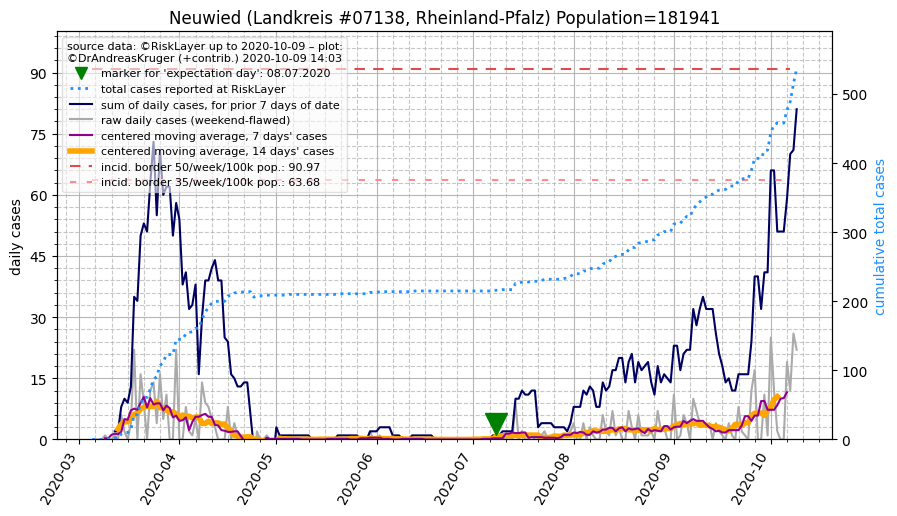 Neuwied (Landkreis #07138, Rheinland-Pfalz) Population=181941
source data: ©RiskLayer up to 2020-10-09 – plot:
©DrAndreasKruger (+contrib.) 2020-10-09 14:03
marker for 'expectation day': 08.07.2020
total cases reported at RiskLayer
sum of daily cases, for prior 7 days of date
raw daily cases (weekend-flawed)
centered moving average, 7 days' cases
centered moving average, 14 days' cases
incid. border 50/week/100k pop.: 90.97
incid. border 35/week/100k pop.: 63.68
daily cases
90
75
60
45
30
15
0
500
400
300
200
100
0
cumulative total cases
2020-03
2020-04
2020-05
2020-06
2020-07
2020-08
2020-09
2020-10